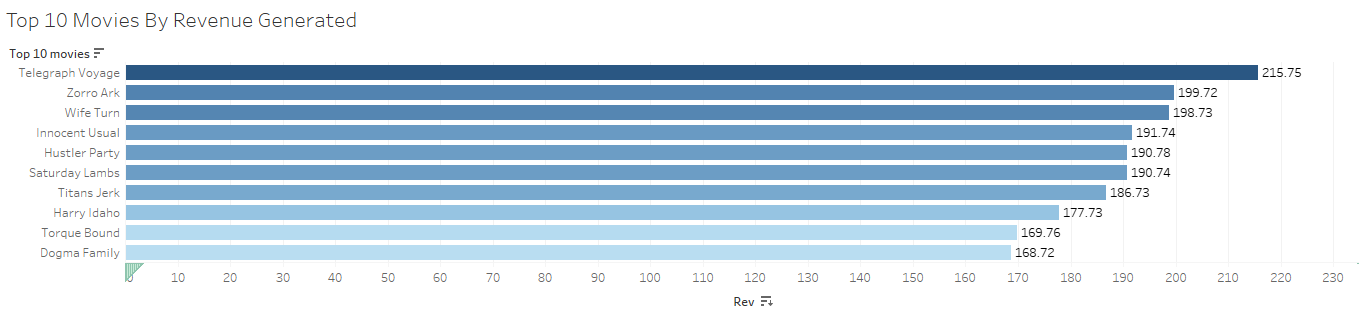 Top 10 Movies By Revenue Generated
Top 10 movies
Telegraph Voyage 215.75
Zorro Ark 199.72
Wife Turn 198.73
Innocent Usual 191.74
Hustler Party 190.78
Saturday Lambs 190.74
Titans Jerk 186.73
Harry Idaho 177.73
Torque Bound 169.76
Dogma Family 168.72
0 10 20 30 40 50 60 70 80 90 100 110 120 130 140 150 160 170 180 190 200 210 220 230
Rev